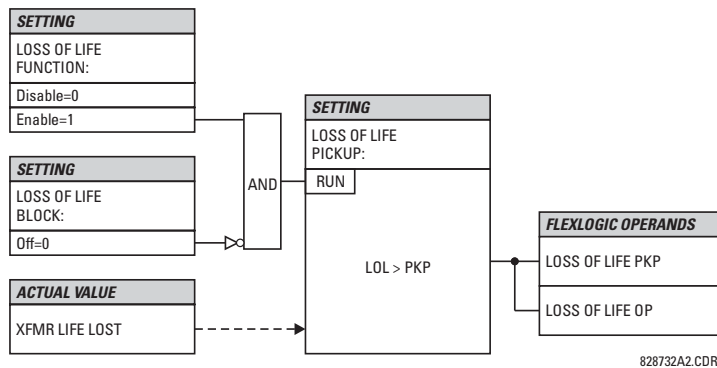 SETTING
LOSS OF LIFE
FUNCTION:
Disable=0
Enable=1
SETTING
LOSS OF LIFE
BLOCK:
Off=0
ACTUAL VALUE
XFMR LIFE LOST
AND
SETTING
LOSS OF LIFE
PICKUP:
RUN
LOL > PKP
FLEXLOGIC OPERANDS
LOSS OF LIFE PKP
LOSS OF LIFE OP
828732A2.CDR